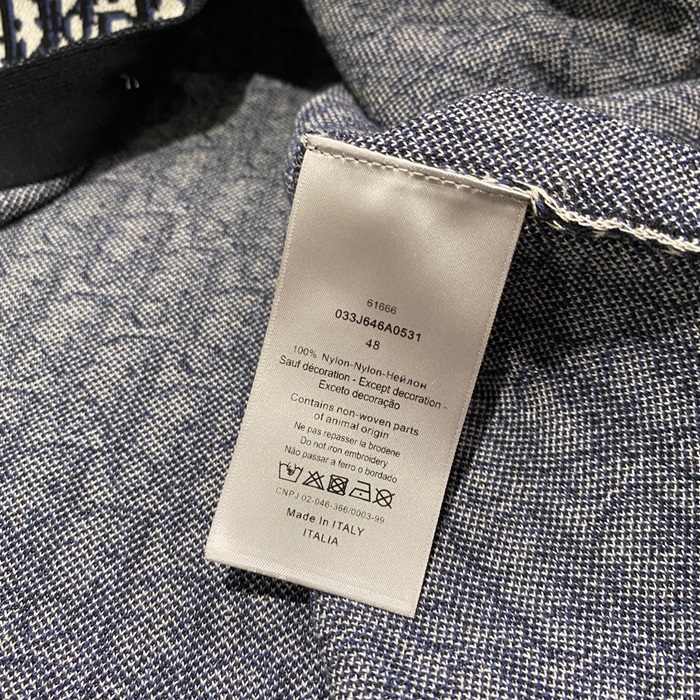 61666
033J646A0531
48
100% Nylon-Nylon-Нейлон
Sauf décoration - Except decoration -
Exceto decoração
Contains non-woven parts
of animal origin
Ne pas repasser la broderie
Do not iron embroidery
Não passar a ferro o bordado
CNPJ 02-046-366/0003-99
Made In ITALY
ITALIA